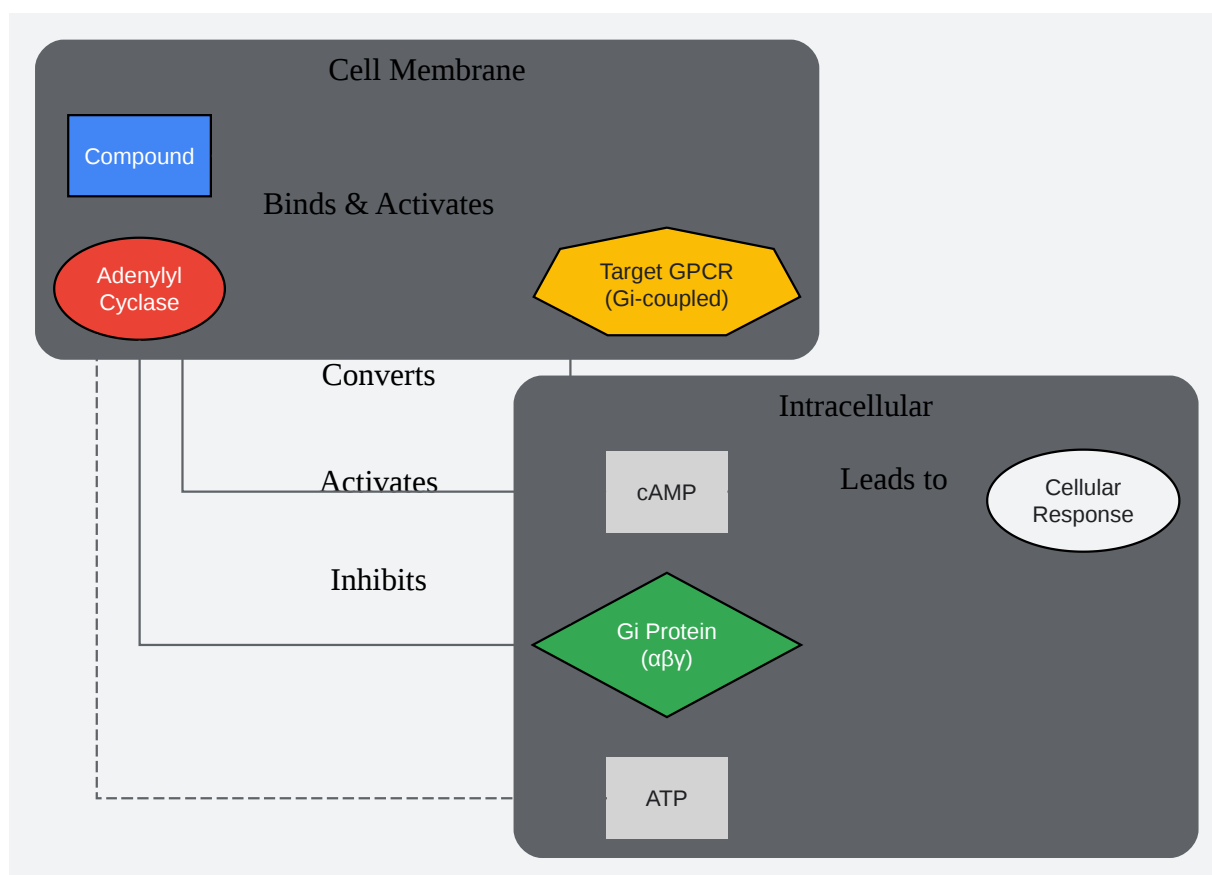 Cell Membrane
Compound
Binds & Activates
Adenylyl
Cyclase
Target GPCR
(Gi-coupled)
Converts
Intracellular
cAMP
Activates
Leads to
Cellular
Response
Inhibits
Gi Protein
(αβγ)
ATP